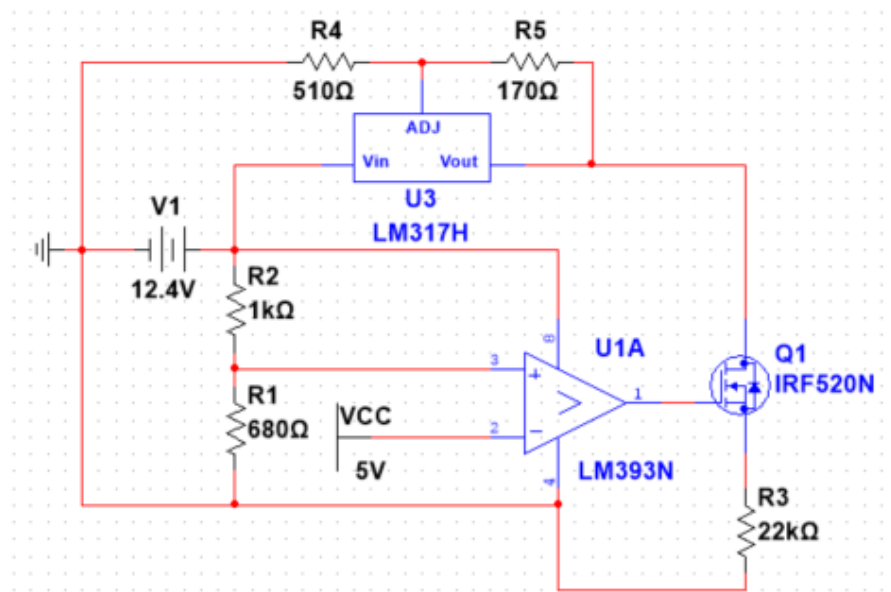 R4
510Ω
R5
170Ω
ADJ
Vin
Vout
U3
LM317H
V1
12.4V
R2
1kΩ
R1
680Ω
VCC
5V
8
3
+
2
−
4
1
U1A
LM393N
Q1
IRF520N
R3
22kΩ